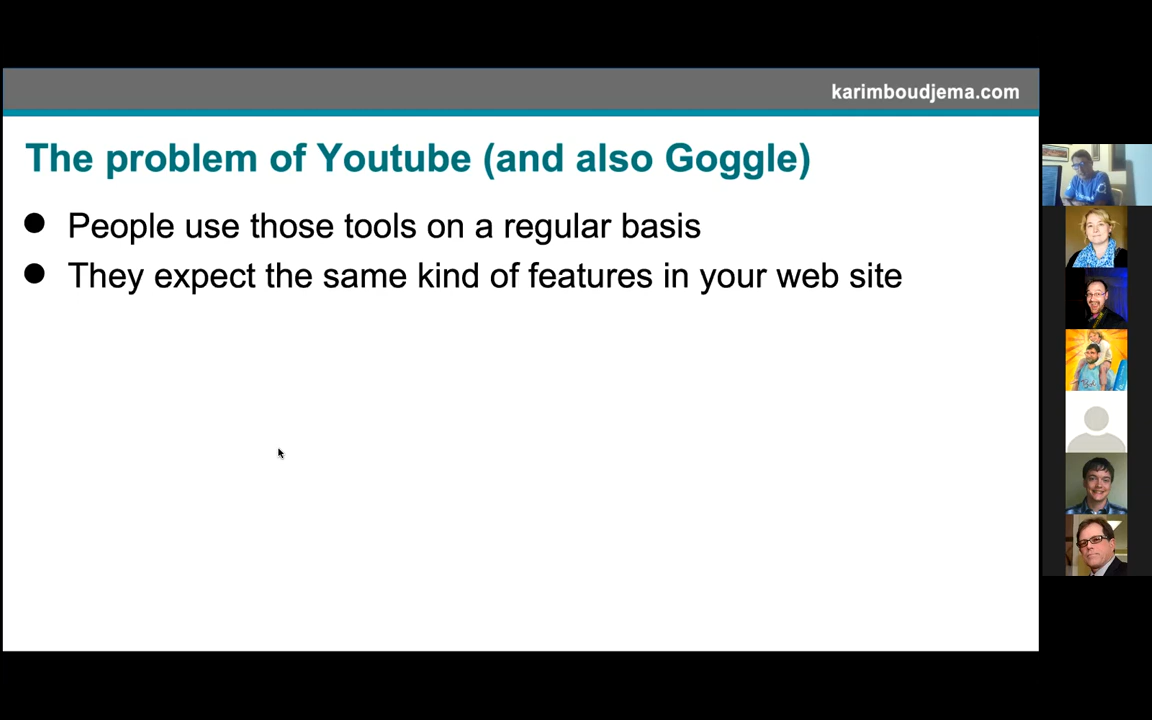 karimboudjema.com
The problem of Youtube (and also Goggle)
People use those tools on a regular basis
They expect the same kind of features in your web site